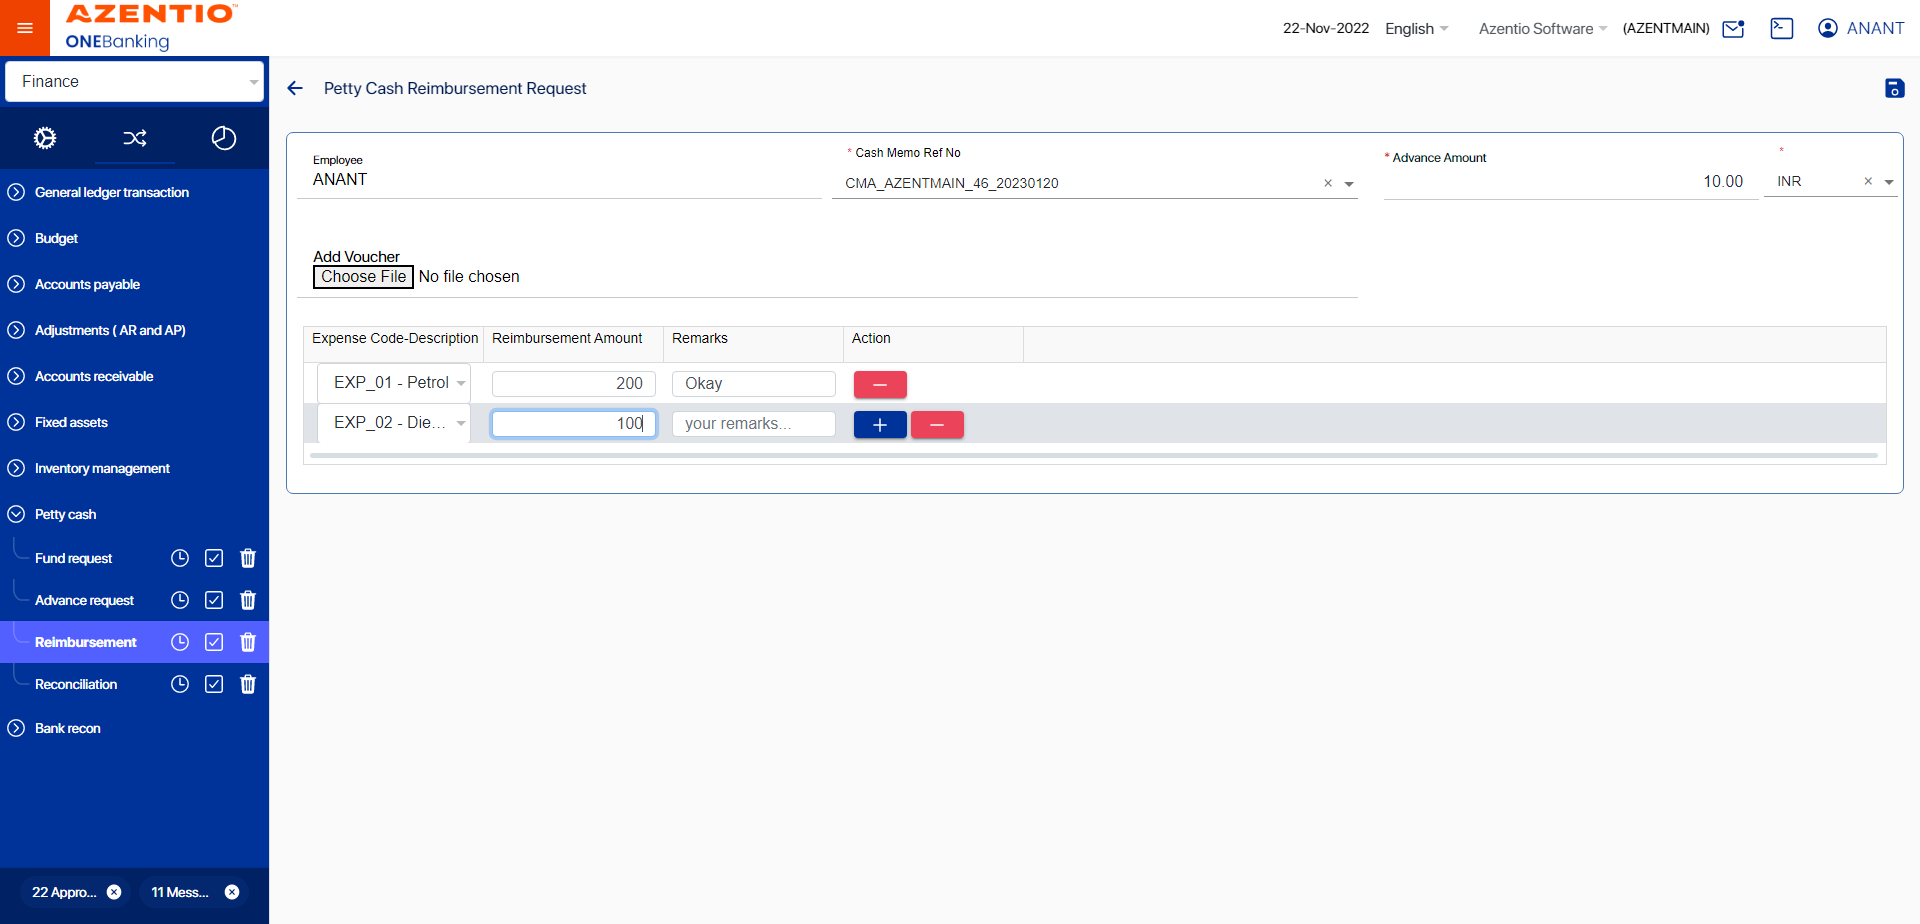 AZENTIO™
ONEBanking
22-Nov-2022 English Azentio Software (AZENTMAIN) ANANT
Finance
General ledger transaction
Budget
Accounts payable
Adjustments ( AR and AP)
Accounts receivable
Fixed assets
Inventory management
Petty cash
Fund request
Advance request
Reimbursement
Reconciliation
Bank recon
22 Appro...
11 Mess...
Petty Cash Reimbursement Request
Employee
ANANT
* Cash Memo Ref No
CMA_AZENTMAIN_46_20230120 ×
* Advance Amount
10.00
*
INR ×
Add Voucher
Choose File No file chosen
Expense Code-Description Reimbursement Amount Remarks Action
EXP_01 - Petrol 200 Okay
EXP_02 - Die... 100 your remarks...